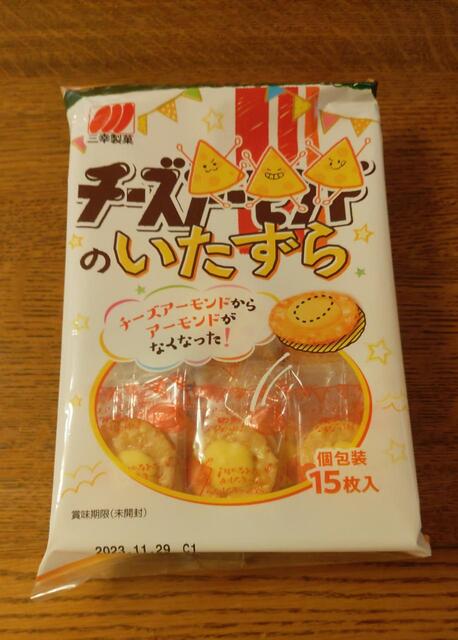 三幸製菓
チーズアーモンド
のいたずら
チーズアーモンドから
アーモンドが
なくなった!
個包装
15枚入
賞味期限(未開封)
2023.11.29 C1